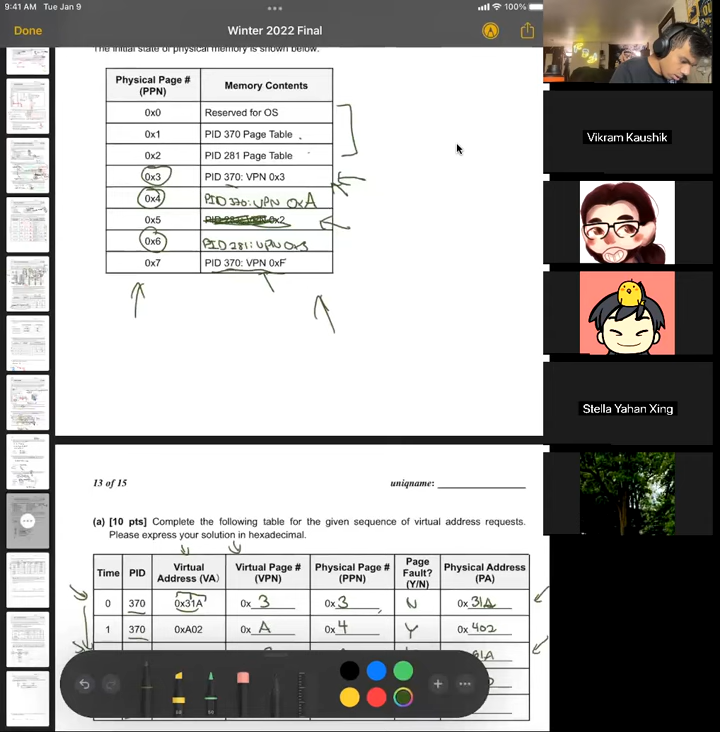 9:41 AM Tue Jan 9
100%
Done
Winter 2022 Final
The initial state of physical memory is shown below.
Physical Page # (PPN) Memory Contents
0x0 Reserved for OS
0x1 PID 370 Page Table
0x2 PID 281 Page Table
0x3 PID 370: VPN 0x3
0x4 PID 370: VPN 0xA
0x5 0x2
0x6 PID 281: VPN 0x3
0x7 PID 370: VPN 0xF
13 of 15 uniqname:
(a) [10 pts] Complete the following table for the given sequence of virtual address requests.
Please express your solution in hexadecimal.
Time PID Virtual Address (VA) Virtual Page # (VPN) Physical Page # (PPN) Page Fault? (Y/N) Physical Address (PA)
0 370 0x31A 0x 3 0x 3 N 0x 31A
1 370 0xA02 0x A 0x 4 Y 0x 402
31A
Vikram Kaushik
Stella Yahan Xing